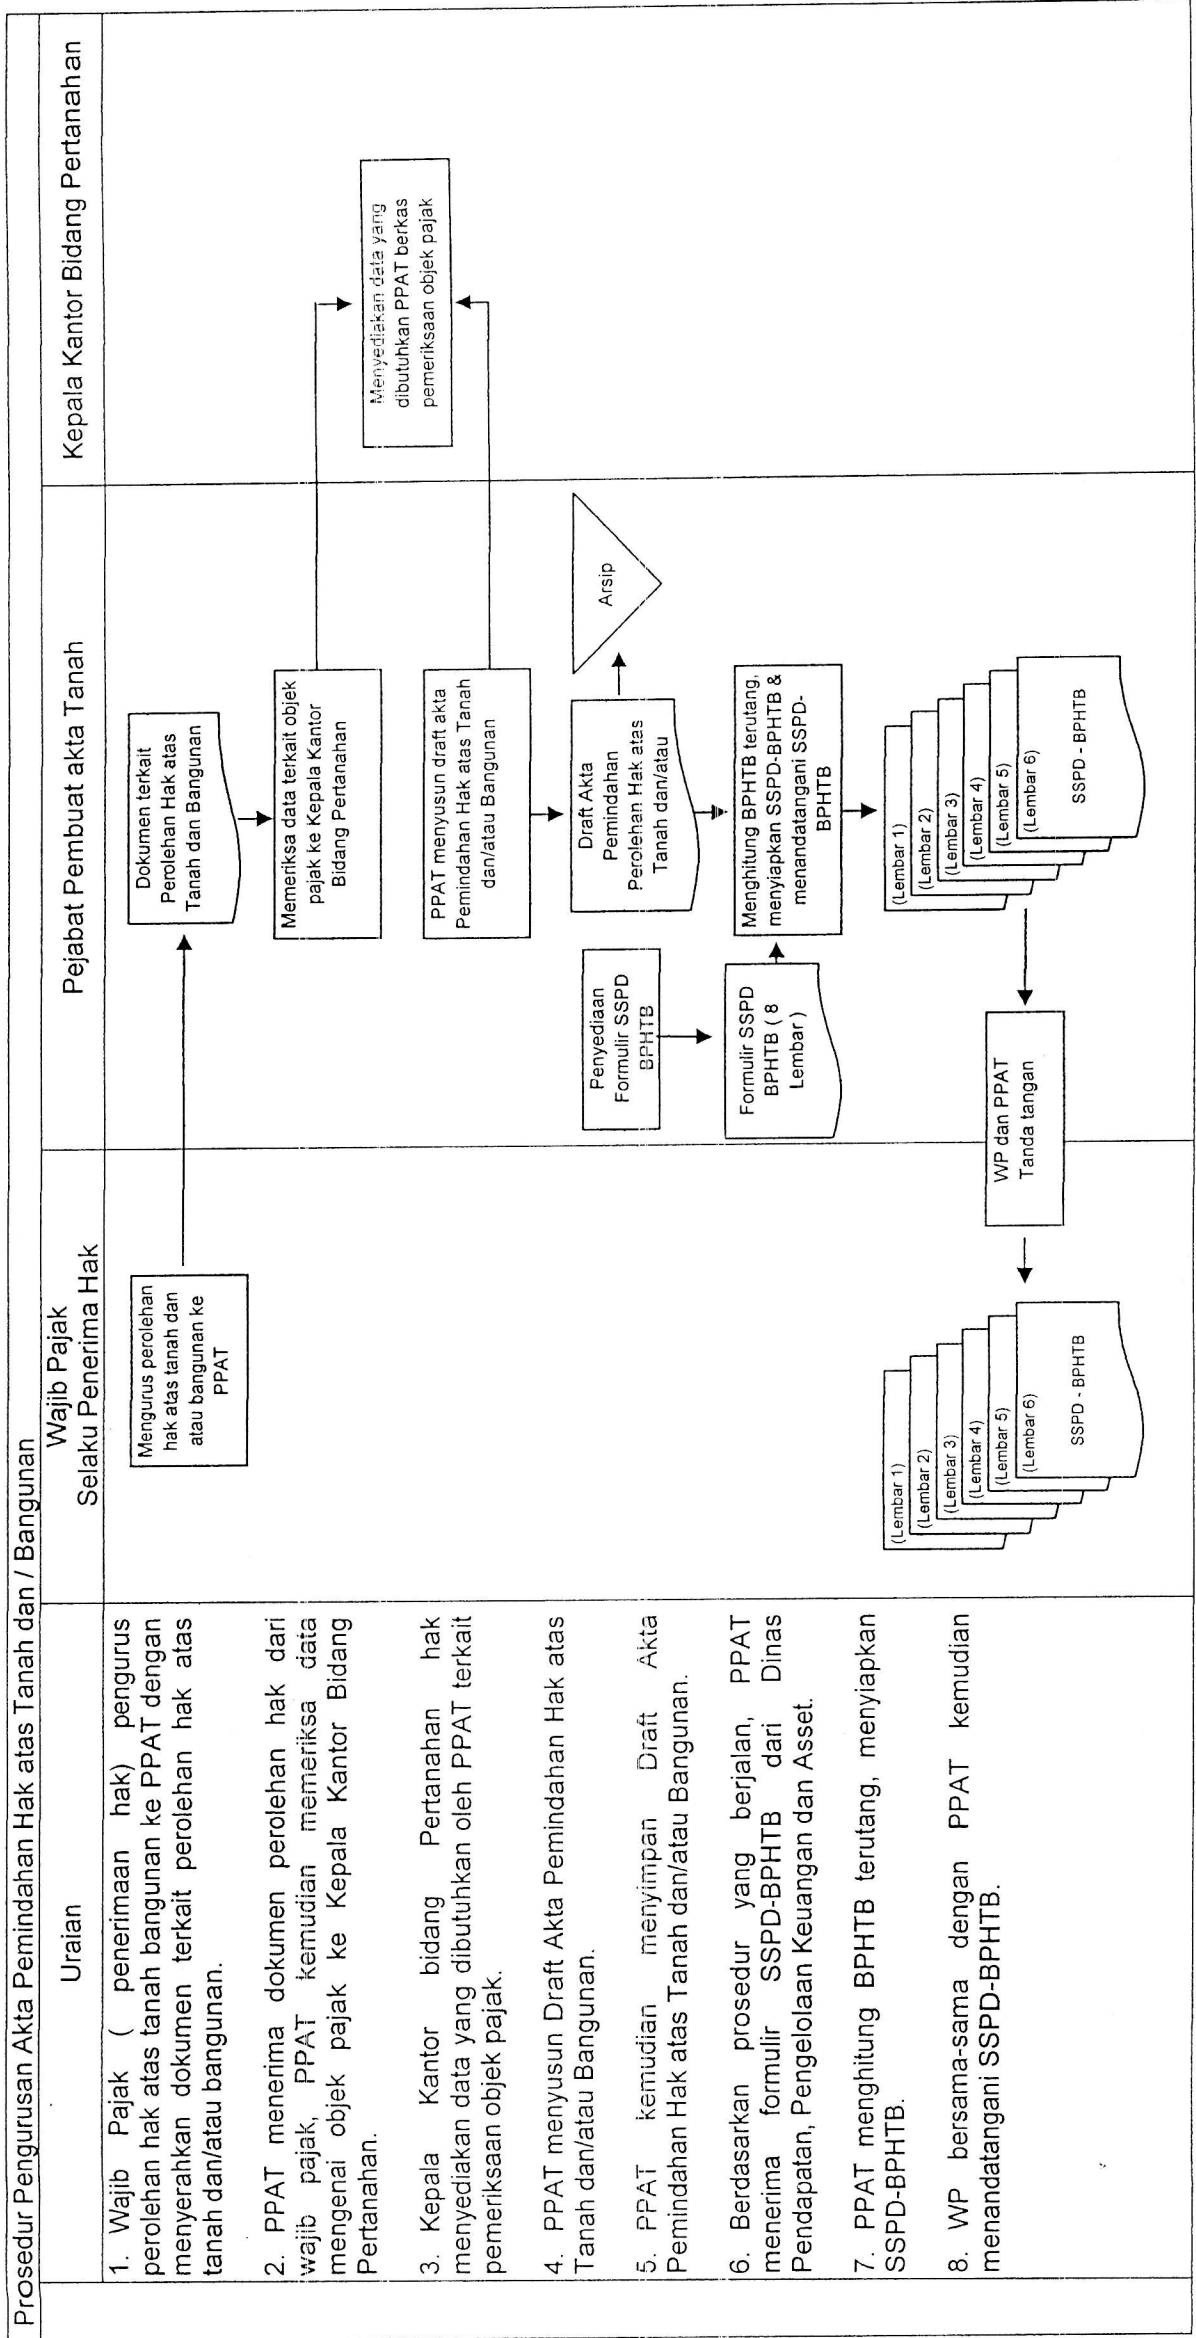 Prosedur Pengurusan Akta Pemindahan Hak atas Tanah dan / Bangunan
Uraian
Wajib Pajak
Selaku Penerima Hak
Pejabat Pembuat akta Tanah
Kepala Kantor Bidang Pertanahan
1. Wajib Pajak ( penerimaan hak) pengurus
perolehan hak atas tanah bangunan ke PPAT dengan
menyerahkan dokumen terkait perolehan hak atas
tanah dan/atau bangunan.
2. PPAT menerima dokumen perolehan hak dari
wajib pajak, PPAT kemudian memeriksa data
mengenai objek pajak ke Kepala Kantor Bidang
Pertanahan.
3. Kepala Kantor bidang Pertanahan hak
menyediakan data yang dibutuhkan oleh PPAT terkait
pemeriksaan objek pajak.
4. PPAT menyusun Draft Akta Pemindahan Hak atas
Tanah dan/atau Bangunan.
5. PPAT kemudian menyimpan Draft Akta
Pemindahan Hak atas Tanah dan/atau Bangunan.
6. Berdasarkan prosedur yang berjalan, PPAT
menerima formulir SSPD-BPHTB dari Dinas
Pendapatan, Pengelolaan Keuangan dan Asset.
7. PPAT menghitung BPHTB terutang, menyiapkan
SSPD-BPHTB.
8. WP bersama-sama dengan PPAT kemudian
menandatangani SSPD-BPHTB.
Mengurus perolehan
hak atas tanah dan
atau bangunan ke
PPAT
Dokumen terkait
Perolehan Hak atas
Tanah dan Bangunan
Memeriksa data terkait objek
pajak ke Kepala Kantor
Bidang Pertanahan
Menyediakan data yang
dibutuhkan PPAT berkas
pemeriksaan objek pajak
PPAT menyusun draft akta
Pemindahan Hak atas Tanah
dan/atau Bangunan
Draft Akta
Pemindahan
Perolehan Hak atas
Tanah dan/atau
Arsip
Penyediaan
Formulir SSPD
BPHTB
Formulir SSPD
BPHTB ( 8
Lembar )
Menghitung BPHTB terutang,
menyiapkan SSPD-BPHTB &
menandatangani SSPD-
BPHTB
(Lembar 1)
(Lembar 2)
(Lembar 3)
(Lembar 4)
(Lembar 5)
(Lembar 6)
SSPD - BPHTB
WP dan PPAT
Tanda tangan
(Lembar 1)
(Lembar 2)
(Lembar 3)
(Lembar 4)
(Lembar 5)
(Lembar 6)
SSPD - BPHTB